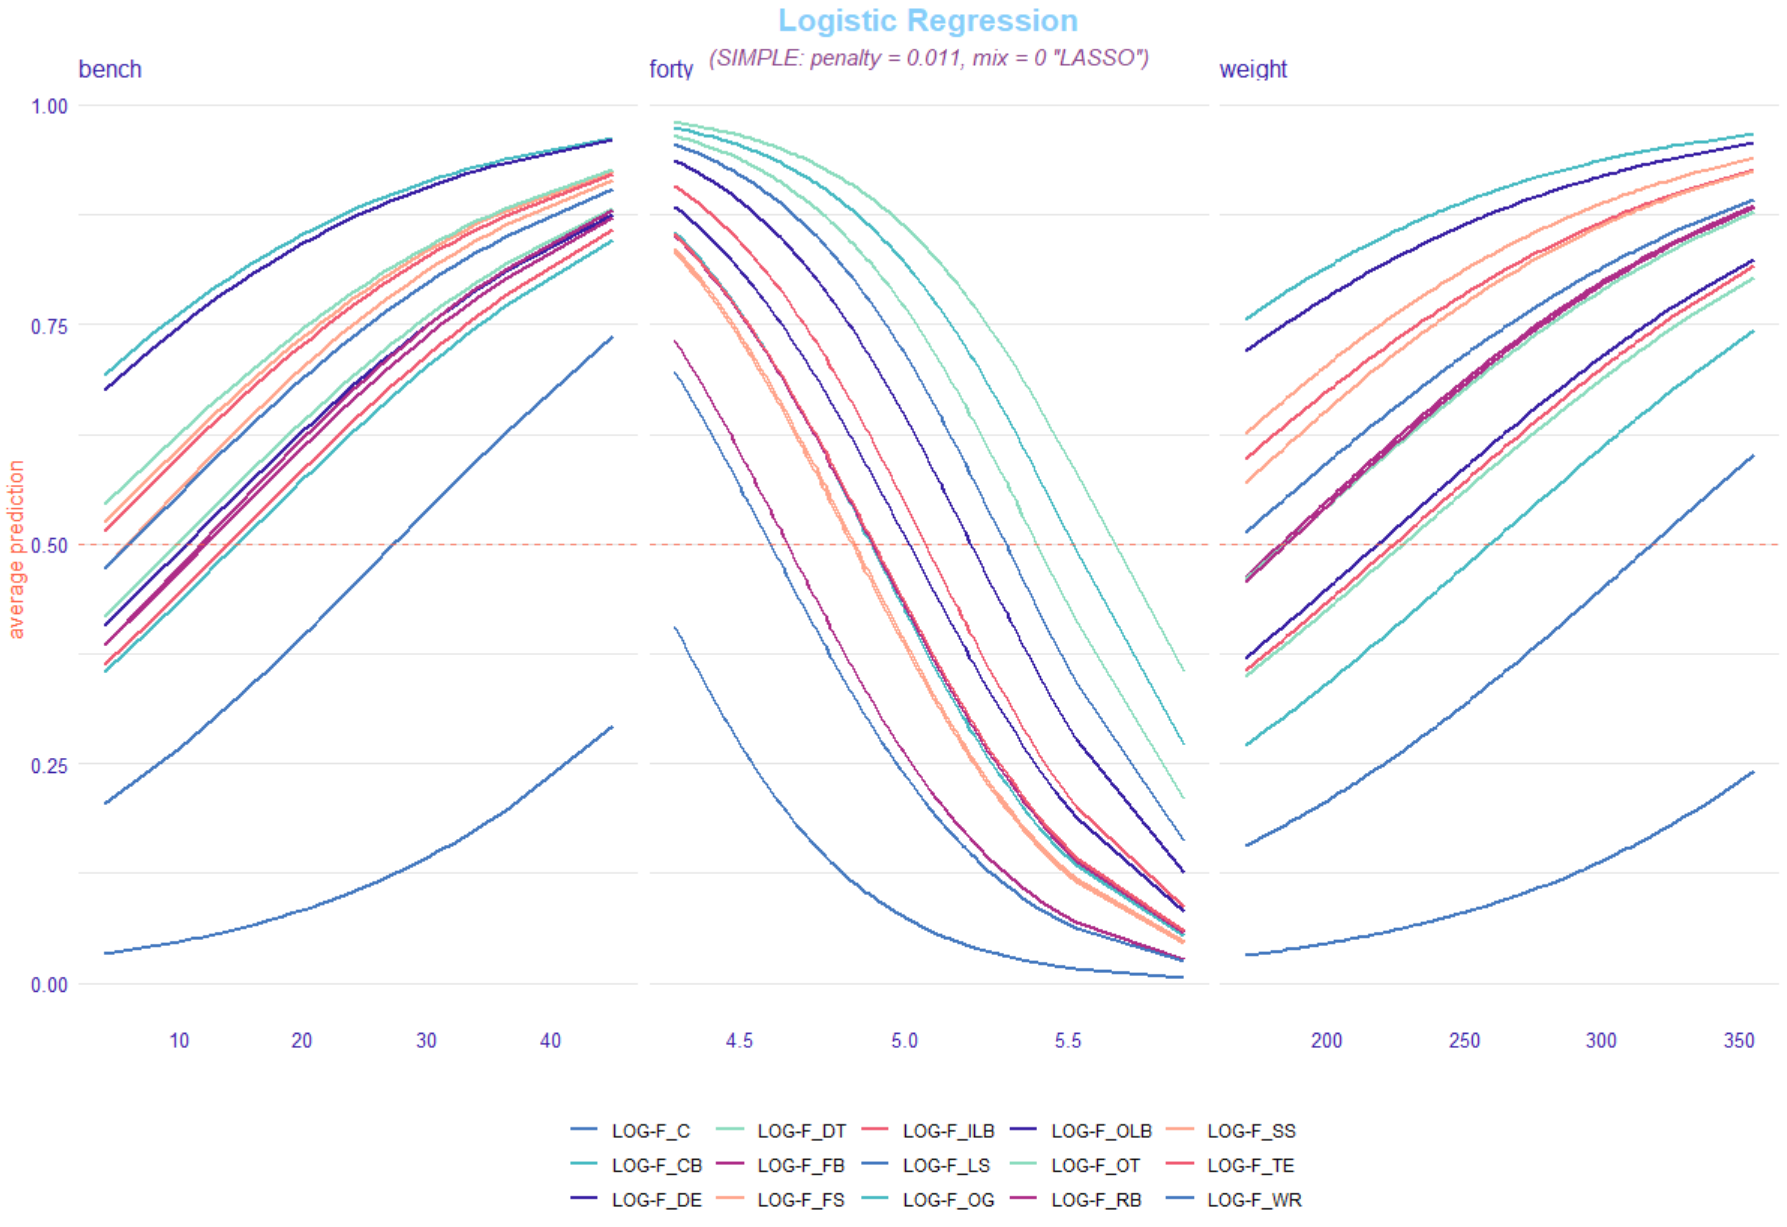 Logistic Regression
(SIMPLE: penalty = 0.011, mix = 0 "LASSO")
bench
forty
weight
average prediction
1.00
0.75
0.50
0.25
0.00
10 20 30 40
4.5 5.0 5.5
200 250 300 350
LOG-F_C LOG-F_DT LOG-F_ILB LOG-F_OLB LOG-F_SS
LOG-F_CB LOG-F_FB LOG-F_LS LOG-F_OT LOG-F_TE
LOG-F_DE LOG-F_FS LOG-F_OG LOG-F_RB LOG-F_WR